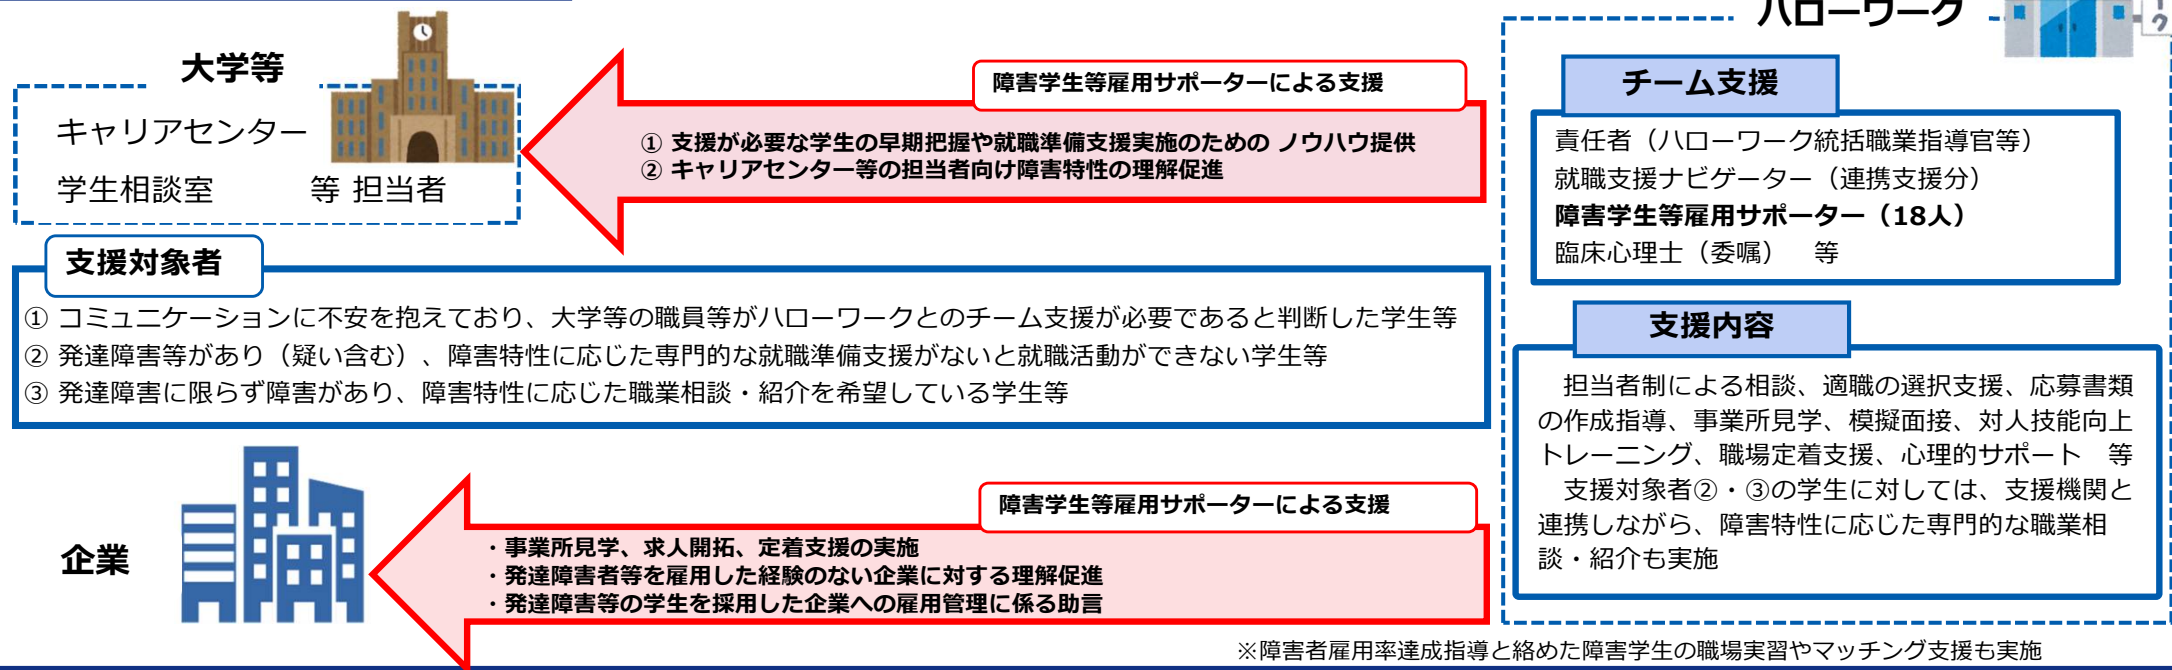 大学等
キャリアセンター
学生相談室　　　等 担当者
障害学生等雇用サポーターによる支援
① 支援が必要な学生の早期把握や就職準備支援実施のための ノウハウ提供
② キャリアセンター等の担当者向け障害特性の理解促進
支援対象者
① コミュニケーションに不安を抱えており、大学等の職員等がハローワークとのチーム支援が必要であると判断した学生等
② 発達障害等があり（疑い含む）、障害特性に応じた専門的な就職準備支援がないと就職活動ができない学生等
③ 発達障害に限らず障害があり、障害特性に応じた職業相談・紹介を希望している学生等
企業
障害学生等雇用サポーターによる支援
・事業所見学、求人開拓、定着支援の実施
・発達障害者等を雇用した経験のない企業に対する理解促進
・発達障害等の学生を採用した企業への雇用管理に係る助言
ハローワーク
ク
チーム支援
責任者（ハローワーク統括職業指導官等）
就職支援ナビゲーター（連携支援分）
障害学生等雇用サポーター（18人）
臨床心理士（委嘱）　等
支援内容
担当者制による相談、適職の選択支援、応募書類
の作成指導、事業所見学、模擬面接、対人技能向上
トレーニング、職場定着支援、心理的サポート　等
支援対象者②・③の学生に対しては、支援機関と
連携しながら、障害特性に応じた専門的な職業相
談・紹介も実施
※障害者雇用率達成指導と絡めた障害学生の職場実習やマッチング支援も実施